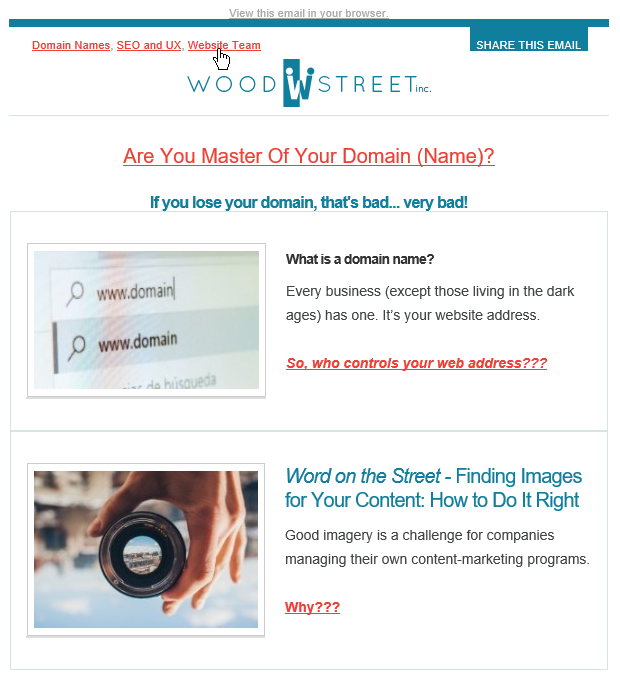 View this email in your browser.
Domain Names, SEO and UX, Website Team
SHARE THIS EMAIL
WOOD W STREET inc.
Are You Master Of Your Domain (Name)?
If you lose your domain, that's bad... very bad!
www.domain
www.domain
de búsqueda
What is a domain name?
Every business (except those living in the dark
ages) has one. It's your website address.
So, who controls your web address???
Word on the Street - Finding Images
for Your Content: How to Do It Right
Good imagery is a challenge for companies
managing their own content-marketing programs.
Why???